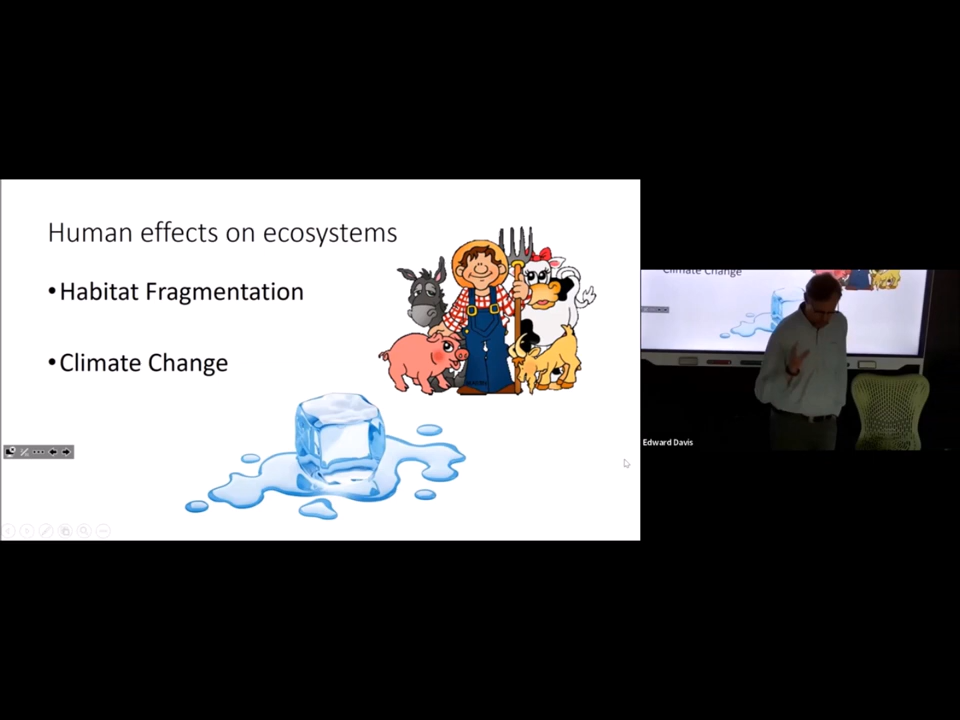 Human effects on ecosystems
•Habitat Fragmentation
•Climate Change
Climate Change
Edward Davis